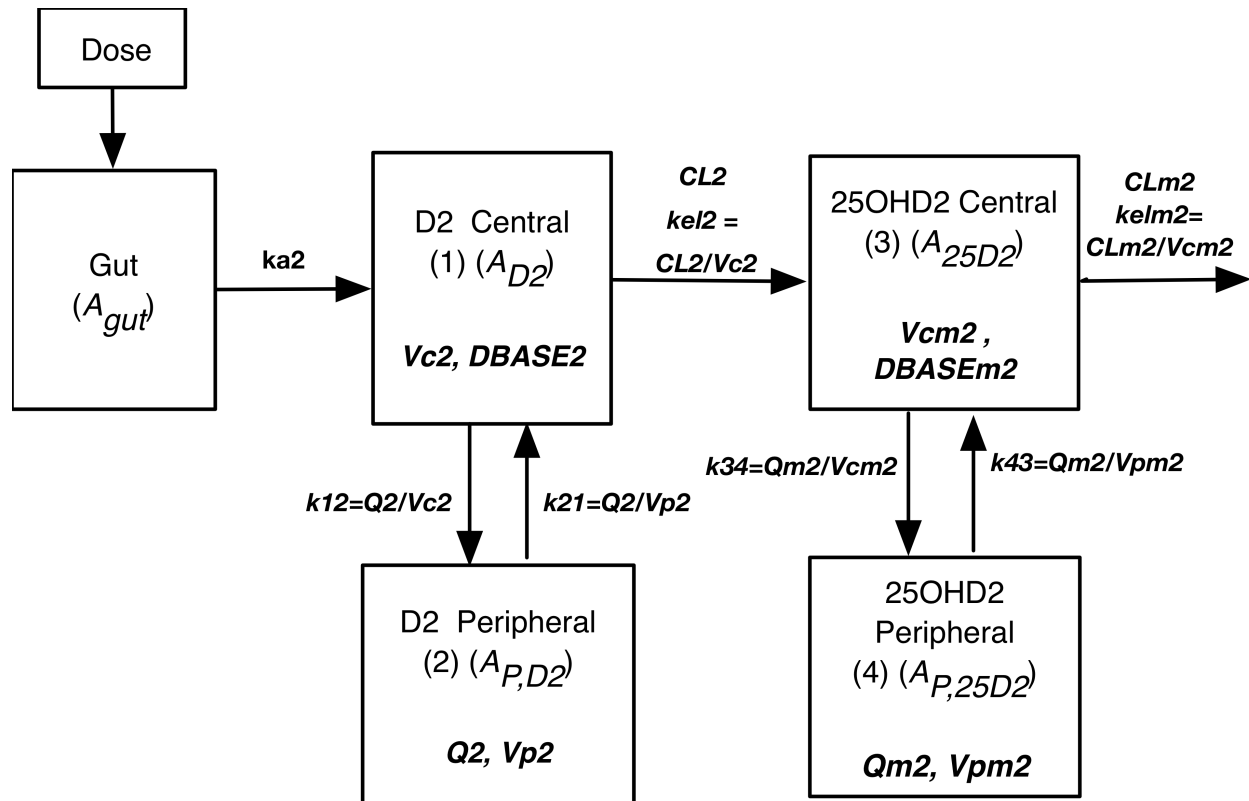 Dose
Gut
(A_gut)
ka2
D2 Central
(1) (A_D2)
Vc2, DBASE2
CL2
kel2 =
CL2/Vc2
25OHD2 Central
(3) (A_25D2)
Vcm2 ,
DBASEm2
CLm2
kelm2=
CLm2/Vcm2
k12=Q2/Vc2
k21=Q2/Vp2
k34=Qm2/Vcm2
k43=Qm2/Vpm2
D2 Peripheral
(2) (A_P,D2)
Q2, Vp2
25OHD2
Peripheral
(4) (A_P,25D2)
Qm2, Vpm2